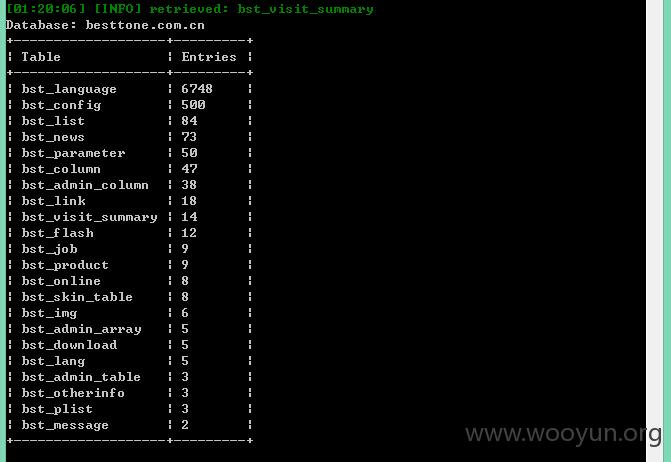 [01:20:06] [INFO] retrieved: bst_visit_summary
Database: besttone.com.cn
+-------------------+---------+
¦ Table ¦ Entries ¦
+-------------------+---------+
¦ bst_language ¦ 6748 ¦
¦ bst_config ¦ 500 ¦
¦ bst_list ¦ 84 ¦
¦ bst_news ¦ 73 ¦
¦ bst_parameter ¦ 50 ¦
¦ bst_column ¦ 47 ¦
¦ bst_admin_column ¦ 38 ¦
¦ bst_link ¦ 18 ¦
¦ bst_visit_summary ¦ 14 ¦
¦ bst_flash ¦ 12 ¦
¦ bst_job ¦ 9 ¦
¦ bst_product ¦ 9 ¦
¦ bst_online ¦ 8 ¦
¦ bst_skin_table ¦ 8 ¦
¦ bst_img ¦ 6 ¦
¦ bst_admin_array ¦ 5 ¦
¦ bst_download ¦ 5 ¦
¦ bst_lang ¦ 5 ¦
¦ bst_admin_table ¦ 3 ¦
¦ bst_otherinfo ¦ 3 ¦
¦ bst_plist ¦ 3 ¦
¦ bst_message ¦ 2 ¦
+-------------------+---------+
www.wooyun.org